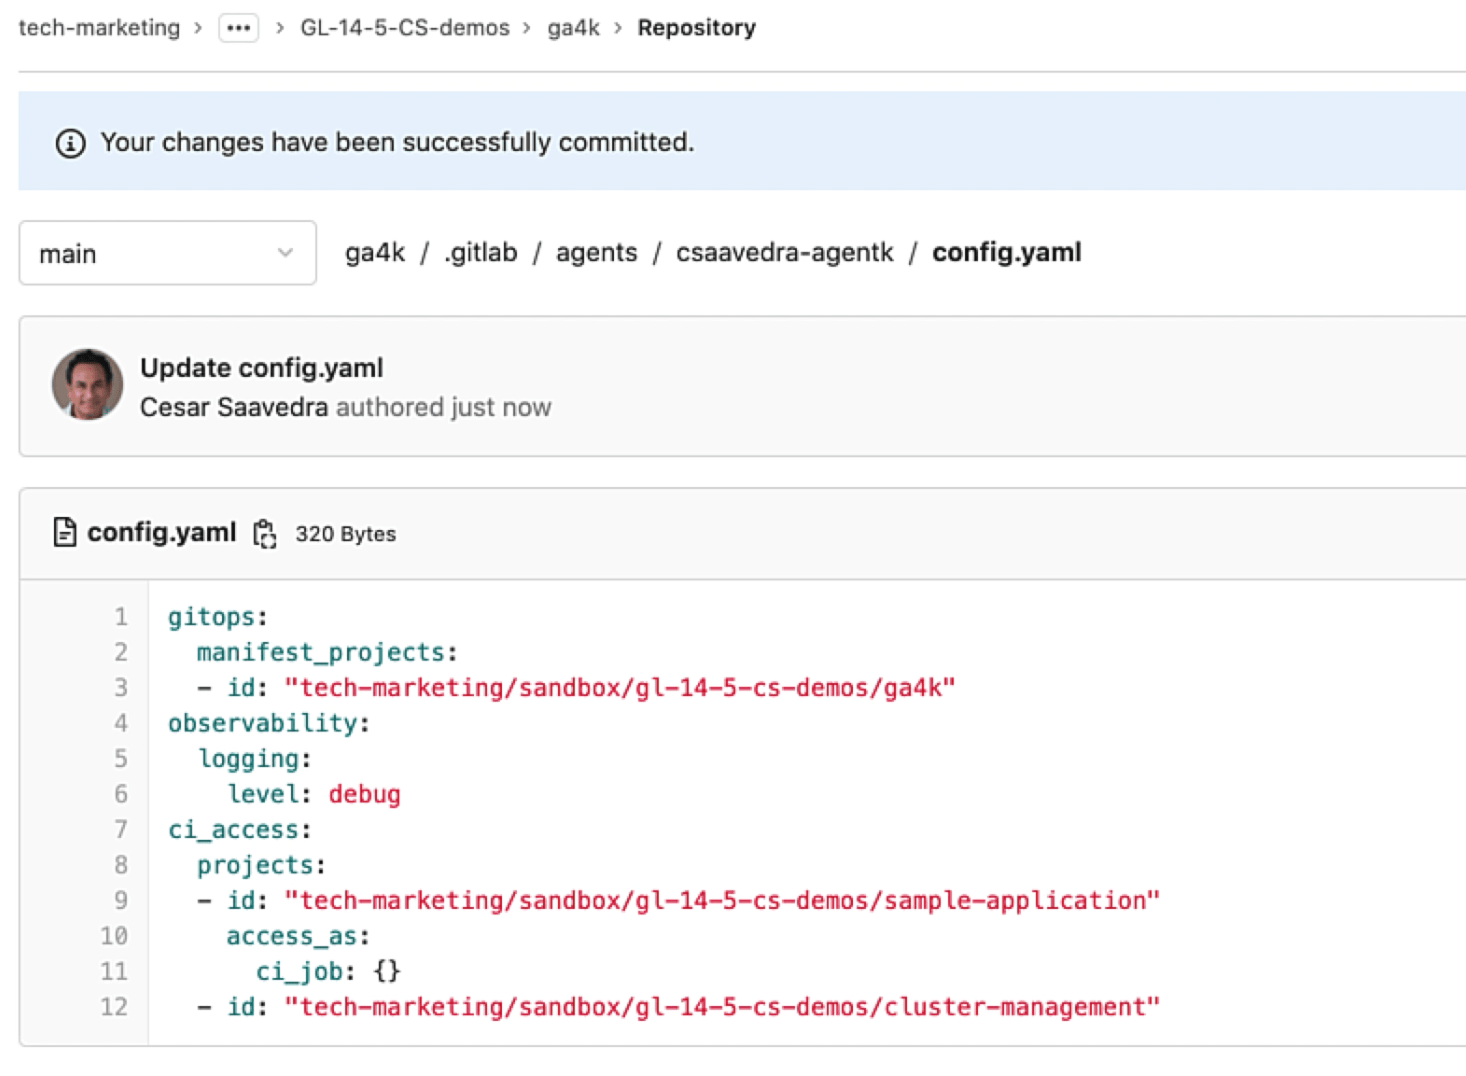 tech-marketing > ••• > GL-14-5-CS-demos > ga4k > Repository
Your changes have been successfully committed.
main
ga4k / .gitlab / agents / csaavedra-agentk / config.yaml
Update config.yaml
Cesar Saavedra authored just now
config.yaml 320 Bytes
1 gitops:
2   manifest_projects:
3   - id: "tech-marketing/sandbox/gl-14-5-cs-demos/ga4k"
4 observability:
5   logging:
6     level: debug
7 ci_access:
8   projects:
9   - id: "tech-marketing/sandbox/gl-14-5-cs-demos/sample-application"
10     access_as:
11       ci_job: {}
12   - id: "tech-marketing/sandbox/gl-14-5-cs-demos/cluster-management"